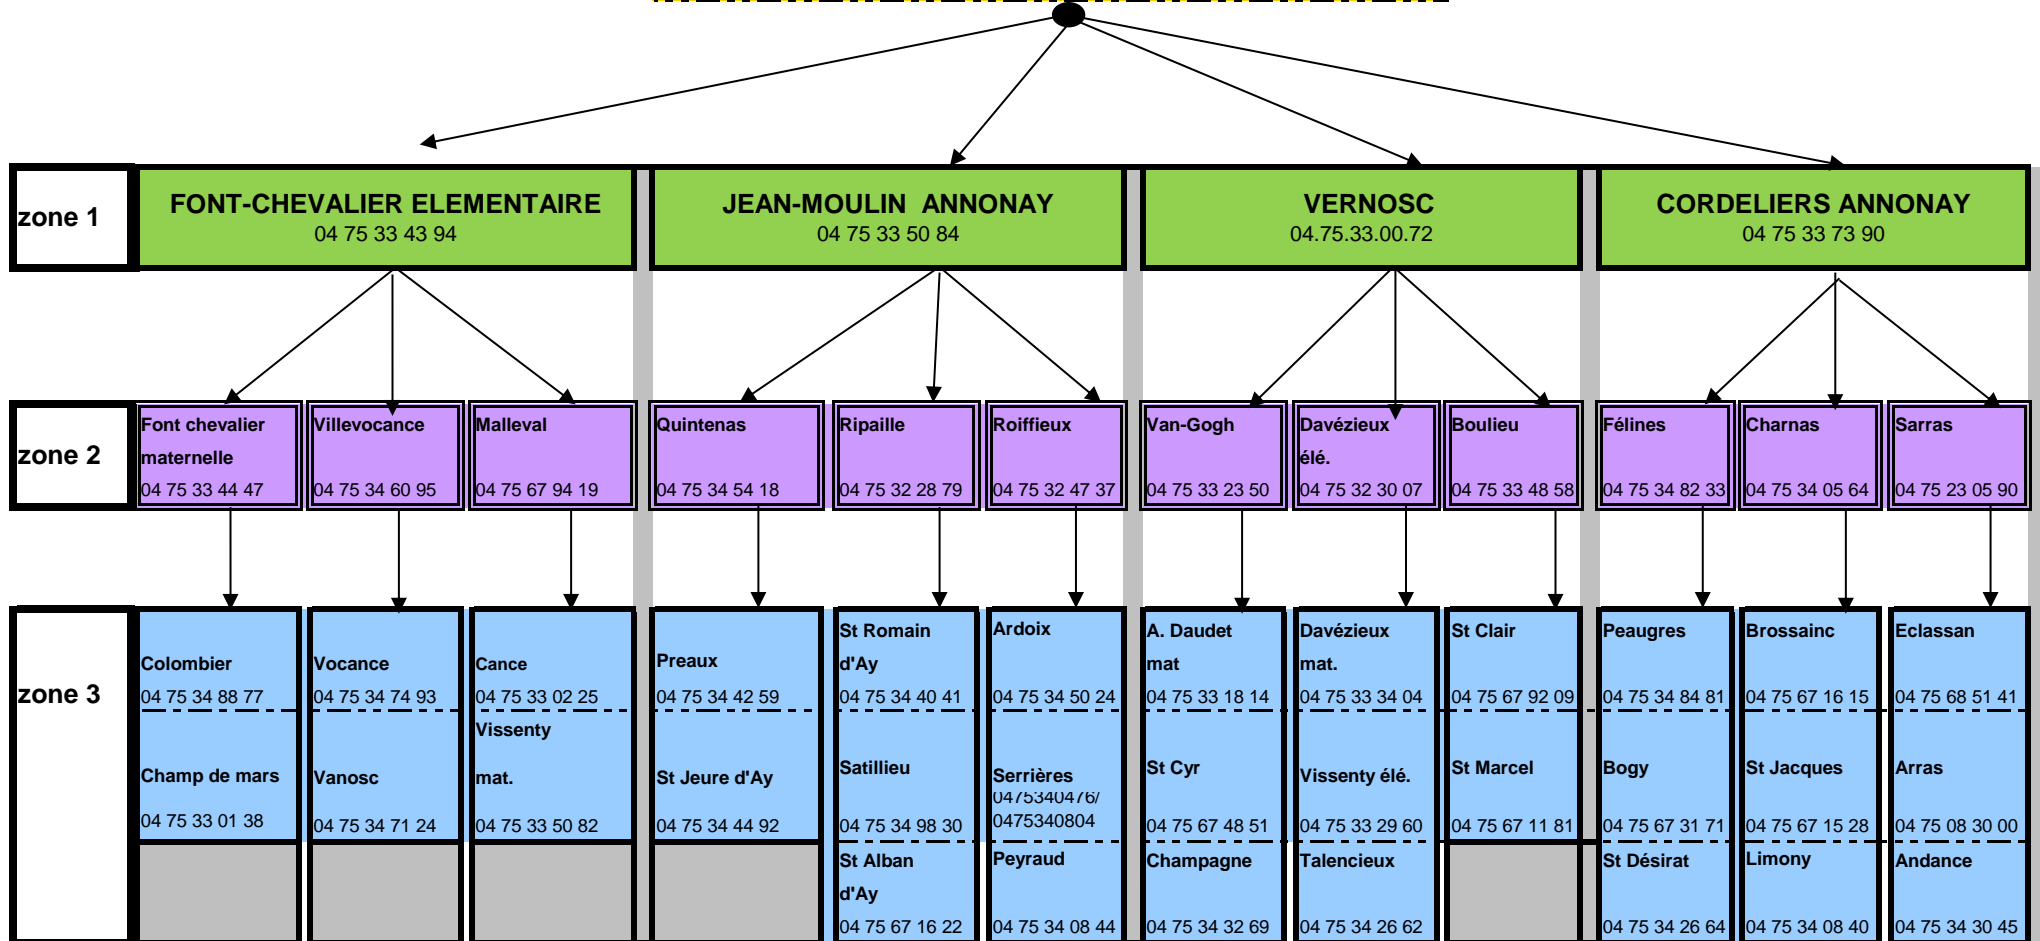 zone 1
FONT-CHEVALIER ELEMENTAIRE
04 75 33 43 94
JEAN-MOULIN ANNONAY
04 75 33 50 84
VERNOSC
04.75.33.00.72
CORDELIERS ANNONAY
04 75 33 73 90
zone 2
Font chevalier
maternelle
04 75 33 44 47
Villevocance
04 75 34 60 95
Malleval
04 75 67 94 19
Quintenas
04 75 34 54 18
Ripaille
04 75 32 28 79
Roiffieux
04 75 32 47 37
Van-Gogh
04 75 33 23 50
Davézieux
élé.
04 75 32 30 07
Boulieu
04 75 33 48 58
Félines
04 75 34 82 33
Charnas
04 75 34 05 64
Sarras
04 75 23 05 90
zone 3
Colombier
04 75 34 88 77
Champ de mars
04 75 33 01 38
Vocance
04 75 34 74 93
Vanosc
04 75 34 71 24
Cance
04 75 33 02 25
Vissenty
mat.
04 75 33 50 82
Preaux
04 75 34 42 59
St Jeure d'Ay
04 75 34 44 92
St Romain
d'Ay
04 75 34 40 41
Satillieu
04 75 34 98 30
St Alban
d'Ay
04 75 67 16 22
Ardoix
04 75 34 50 24
Serrières
0475340476/
0475340804
Peyraud
04 75 34 08 44
A. Daudet
mat
04 75 33 18 14
St Cyr
04 75 67 48 51
Champagne
04 75 34 32 69
Davézieux
mat.
04 75 33 34 04
Vissenty élé.
04 75 33 29 60
Talencieux
04 75 34 26 62
St Clair
04 75 67 92 09
St Marcel
04 75 67 11 81
Peaugres
04 75 34 84 81
Bogy
04 75 67 31 71
St Désirat
04 75 34 26 64
Brossainc
04 75 67 16 15
St Jacques
04 75 67 15 28
Limony
04 75 34 08 40
Eclassan
04 75 68 51 41
Arras
04 75 08 30 00
Andance
04 75 34 30 45